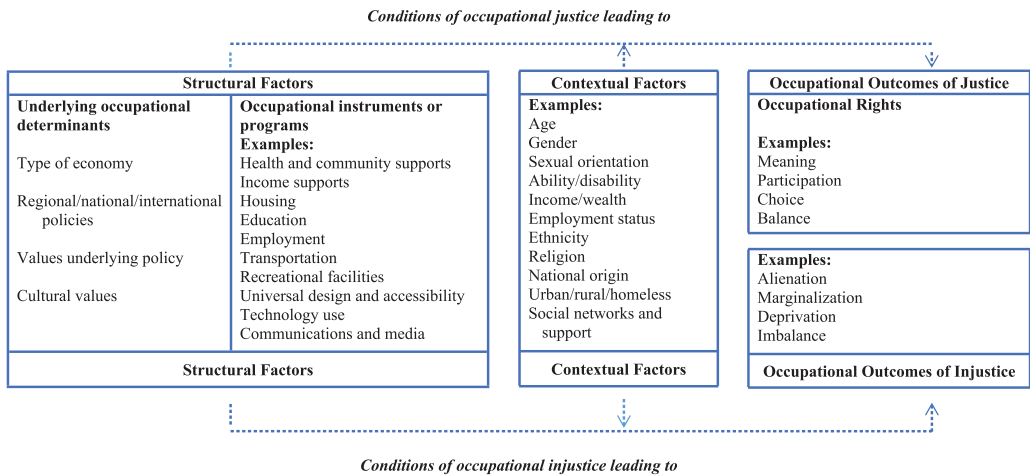 Conditions of occupational justice leading to
Structural Factors
Underlying occupational
determinants
Type of economy
Regional/national/international
policies
Values underlying policy
Cultural values
Occupational instruments or
programs
Examples:
Health and community supports
Income supports
Housing
Education
Employment
Transportation
Recreational facilities
Universal design and accessibility
Technology use
Communications and media
Structural Factors
Contextual Factors
Examples:
Age
Gender
Sexual orientation
Ability/disability
Income/wealth
Employment status
Ethnicity
Religion
National origin
Urban/rural/homeless
Social networks and
support
Contextual Factors
Occupational Outcomes of Justice
Occupational Rights
Examples:
Meaning
Participation
Choice
Balance
Examples:
Alienation
Marginalization
Deprivation
Imbalance
Occupational Outcomes of Injustice
Conditions of occupational injustice leading to